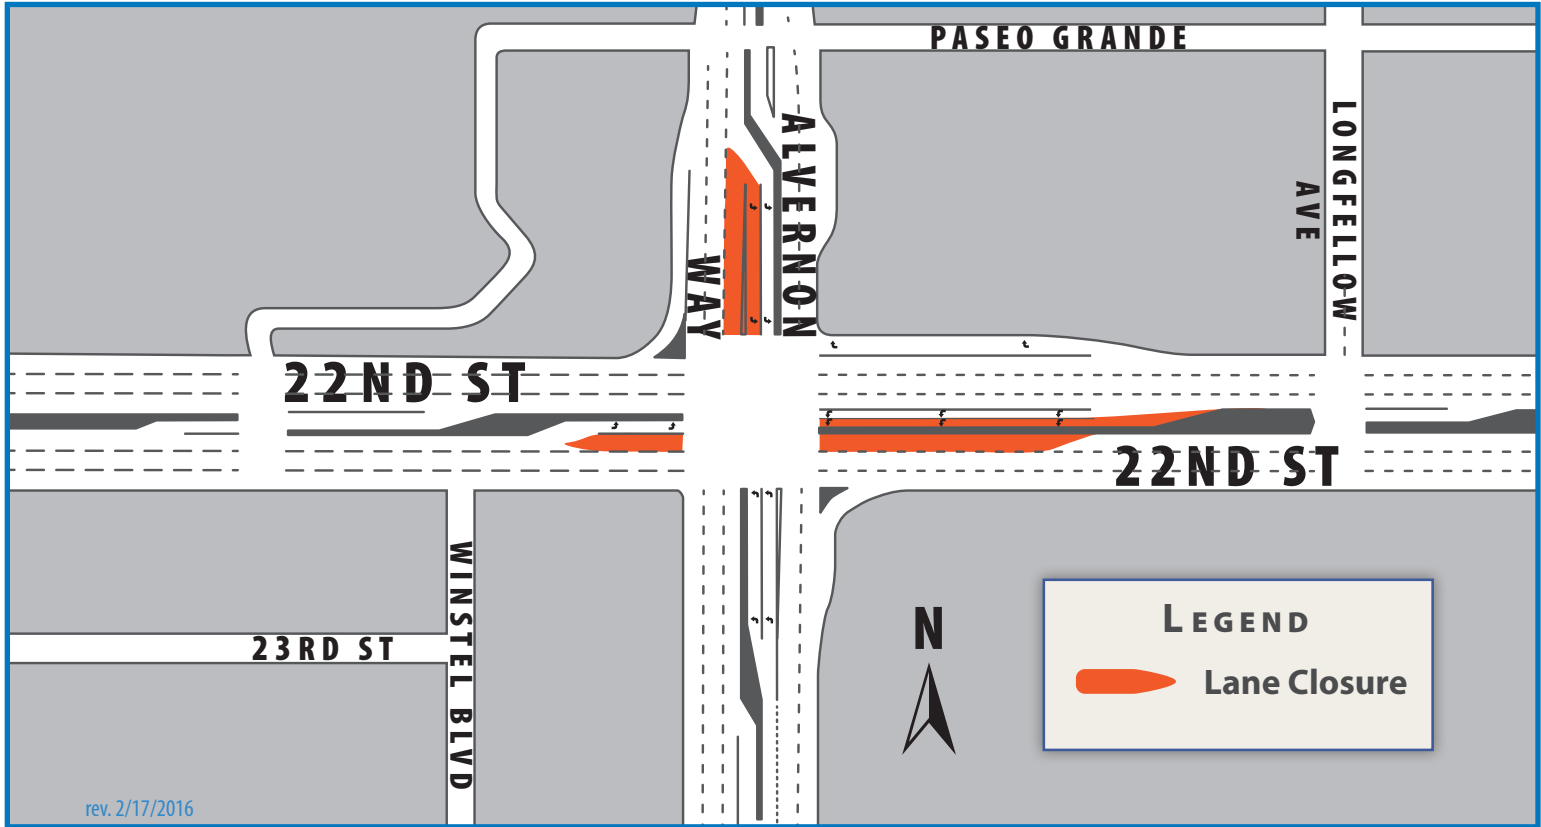 PASEO GRANDE
ALVERNON
WAY
LONGFELLOW
AVE
22ND ST
22ND ST
WINSTEL BLVD
23RD ST
N
LEGEND
Lane Closure
rev. 2/17/2016